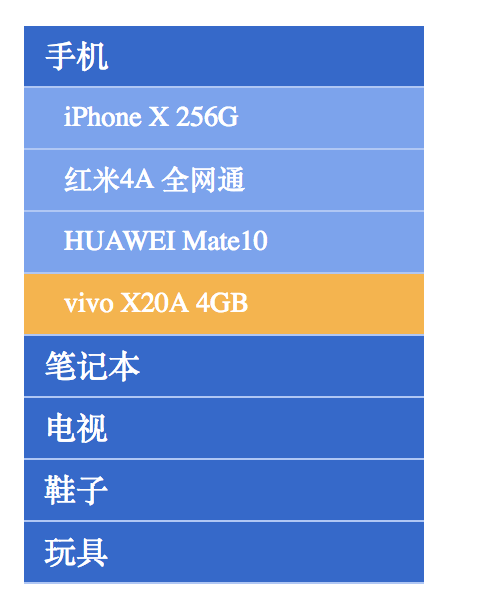 手机
iPhone X 256G
红米4A 全网通
HUAWEI Mate10
vivo X20A 4GB
笔记本
电视
鞋子
玩具